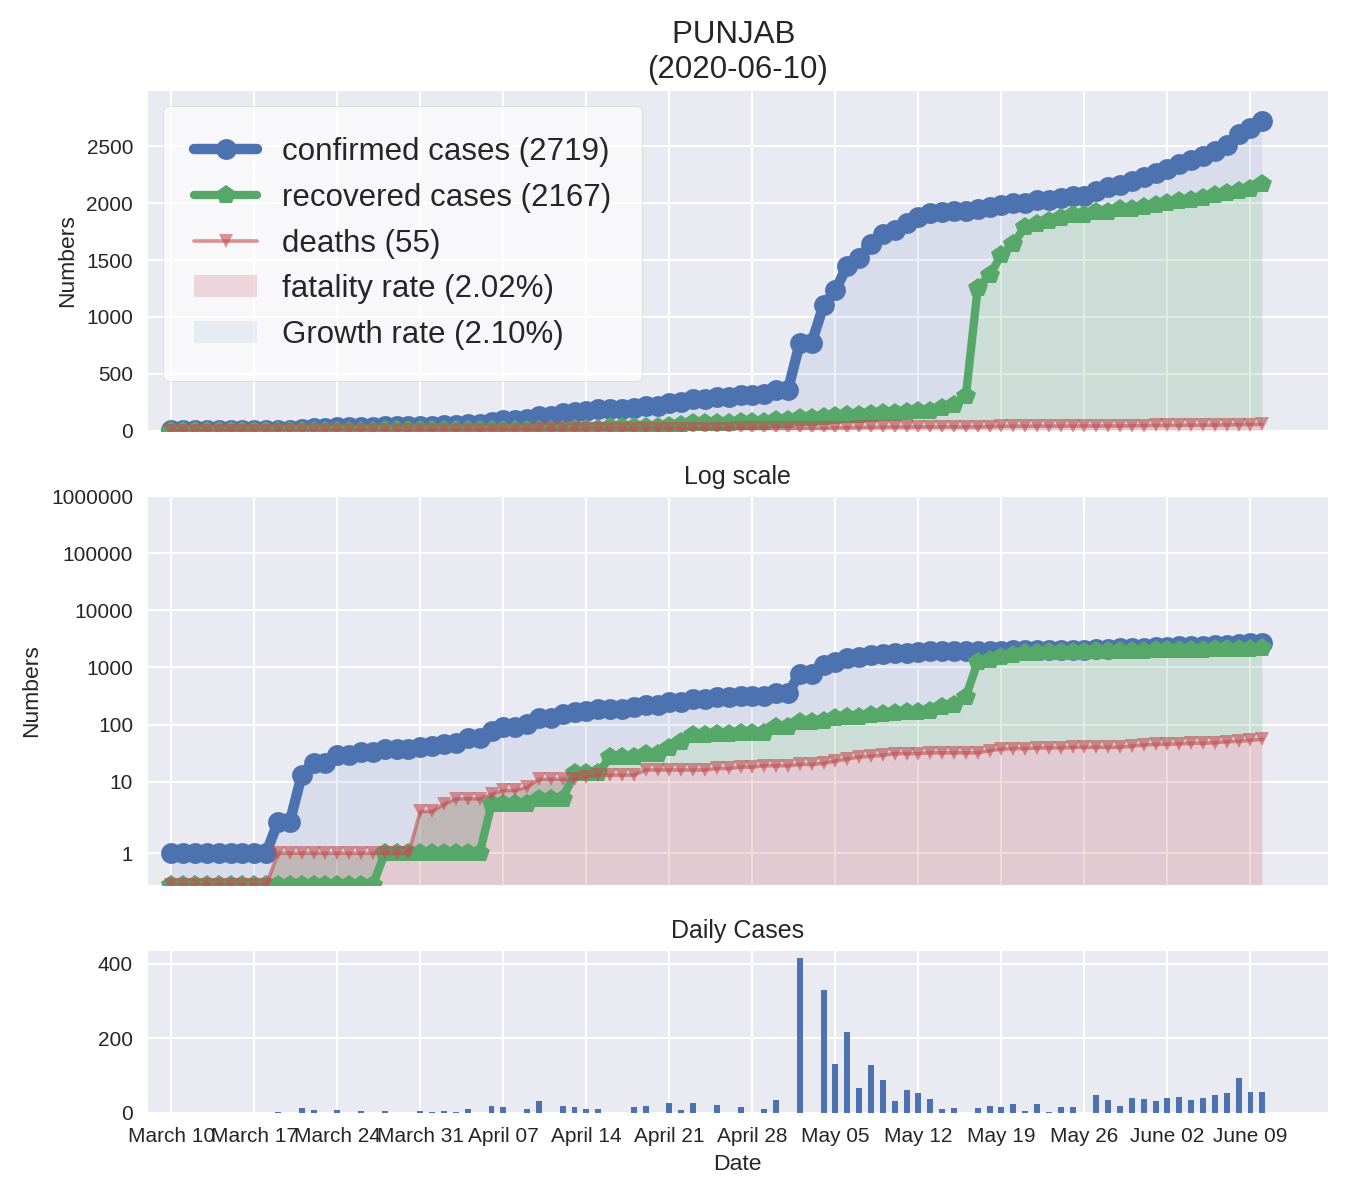 PUNJAB
(2020-06-10)
confirmed cases (2719)
recovered cases (2167)
deaths (55)
fatality rate (2.02%)
Growth rate (2.10%)
2500
2000
1500
1000
500
0
Numbers
Log scale
1000000
100000
10000
1000
100
10
1
Numbers
Daily Cases
400
200
0
March 10 March 17 March 24 March 31 April 07 April 14 April 21 April 28 May 05 May 12 May 19 May 26 June 02 June 09
Date